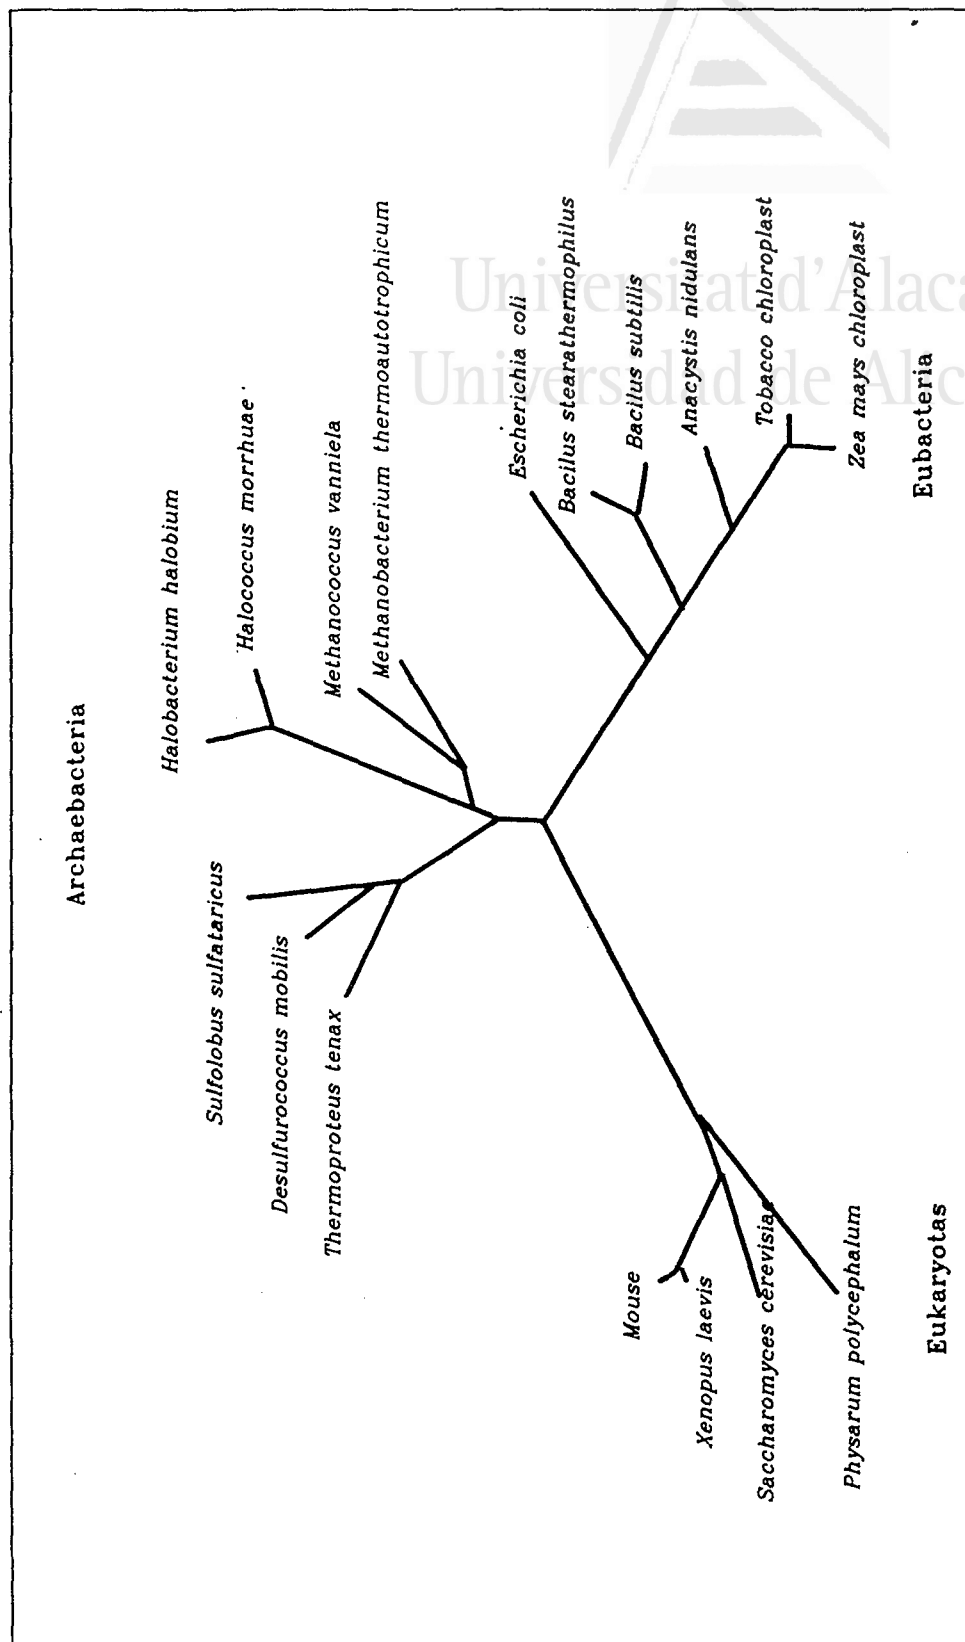 Archaebacteria
Halobacterium halobium
Halococcus morrhuae
Methanococcus vanniela
Methanobacterium thermoautotrophicum
Sulfolobus sulfataricus
Desulfurococcus mobilis
Thermoproteus tenax
Escherichia coli
Bacilus stearathermophilus
Bacilus subtilis
Anacystis nidulans
Tobacco chloroplast
Zea mays chloroplast
Eubacteria
Mouse
Xenopus laevis
Saccharomyces cerevisiae
Physarum polycephalum
Eukaryotas
Universitat d'Alaca
Universidad de Alic